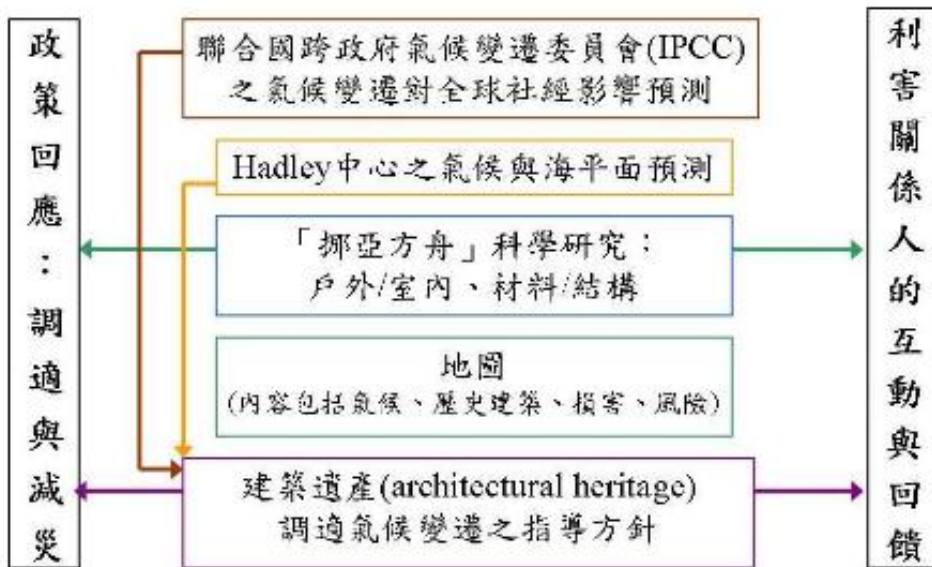 政策回應：調適與減災
聯合國跨政府氣候變遷委員會(IPCC)
之氣候變遷對全球社經影響預測
Hadley中心之氣候與海平面預測
「挪亞方舟」科學研究；
戶外/室內、材料/結構
地圖
(內容包括氣候、歷史建築、損害、風險)
建築遺產(architectural heritage)
調適氣候變遷之指導方針
利害關係人的互動與回饋